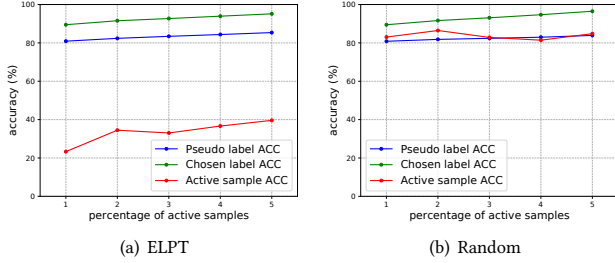 100
80
60
40
20
0
accuracy (%)
Pseudo label ACC
Chosen label ACC
Active sample ACC
1 2 3 4 5
percentage of active samples
(a) ELPT
100
80
60
40
20
0
accuracy (%)
Pseudo label ACC
Chosen label ACC
Active sample ACC
1 2 3 4 5
percentage of active samples
(b) Random